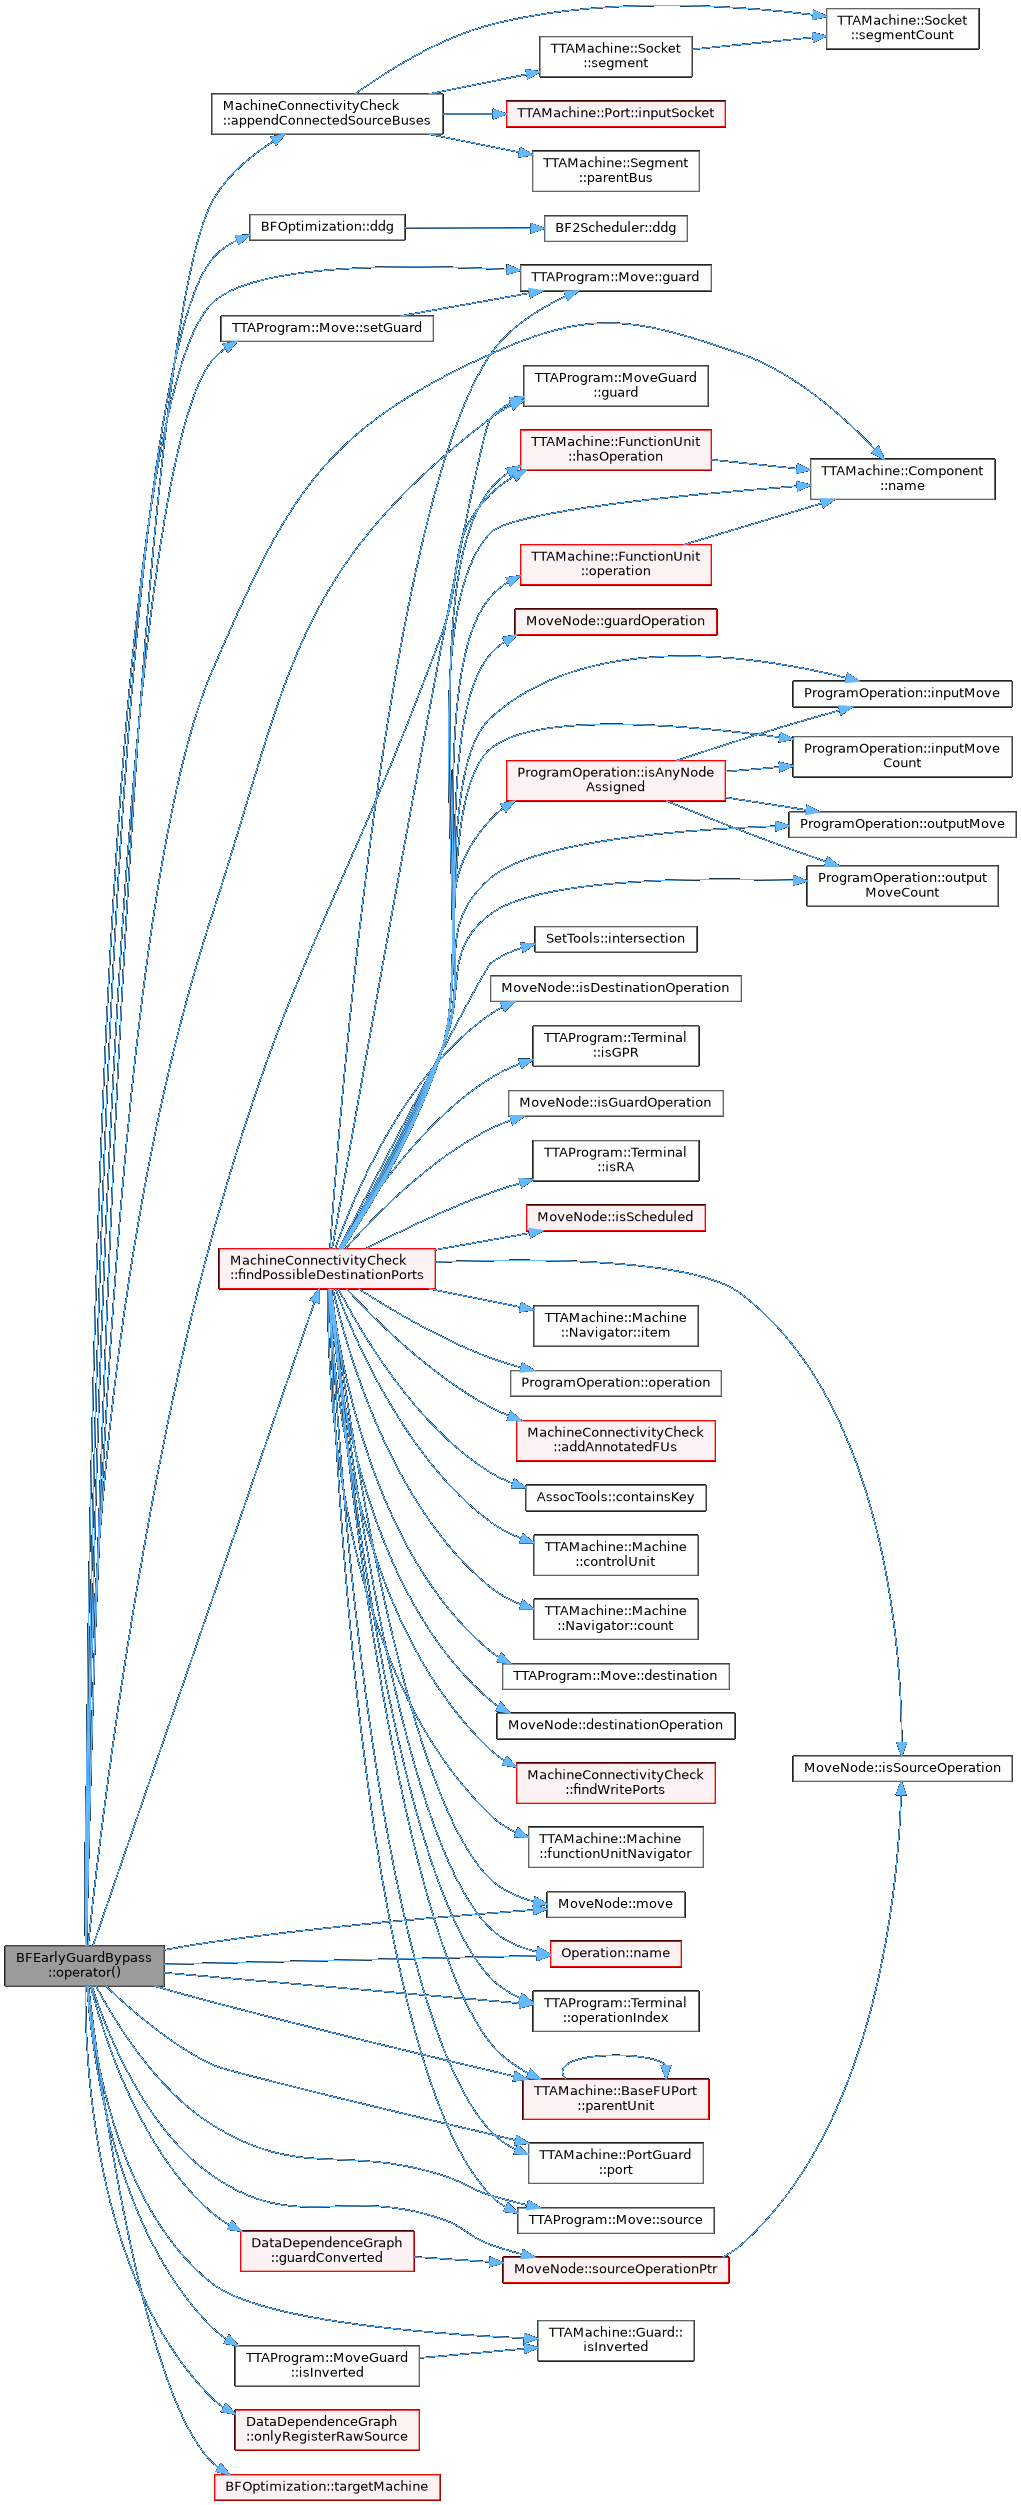 TTAMachine::Socket
::segmentCount
TTAMachine::Socket
::segment
MachineConnectivityCheck
::appendConnectedSourceBuses
TTAMachine::Port::inputSocket
TTAMachine::Segment
::parentBus
BFOptimization::ddg
BF2Scheduler::ddg
TTAProgram::Move::guard
TTAProgram::Move::setGuard
TTAProgram::MoveGuard
::guard
TTAMachine::FunctionUnit
::hasOperation
TTAMachine::Component
::name
TTAMachine::FunctionUnit
::operation
MoveNode::guardOperation
ProgramOperation::inputMove
ProgramOperation::inputMove
Count
ProgramOperation::isAnyNode
Assigned
ProgramOperation::outputMove
ProgramOperation::output
MoveCount
SetTools::intersection
MoveNode::isDestinationOperation
TTAProgram::Terminal
::isGPR
MoveNode::isGuardOperation
TTAProgram::Terminal
::isRA
MoveNode::isScheduled
MachineConnectivityCheck
::findPossibleDestinationPorts
TTAMachine::Machine
::Navigator::item
ProgramOperation::operation
MachineConnectivityCheck
::addAnnotatedFUs
AssocTools::containsKey
TTAMachine::Machine
::controlUnit
TTAMachine::Machine
::Navigator::count
TTAProgram::Move::destination
MoveNode::destinationOperation
MoveNode::isSourceOperation
MachineConnectivityCheck
::findWritePorts
TTAMachine::Machine
::functionUnitNavigator
MoveNode::move
Operation::name
BFEarlyGuardBypass
::operator()
TTAProgram::Terminal
::operationIndex
TTAMachine::BaseFUPort
::parentUnit
TTAMachine::PortGuard
::port
TTAProgram::Move::source
DataDependenceGraph
::guardConverted
MoveNode::sourceOperationPtr
TTAMachine::Guard::
isInverted
TTAProgram::MoveGuard
::isInverted
DataDependenceGraph
::onlyRegisterRawSource
BFOptimization::targetMachine